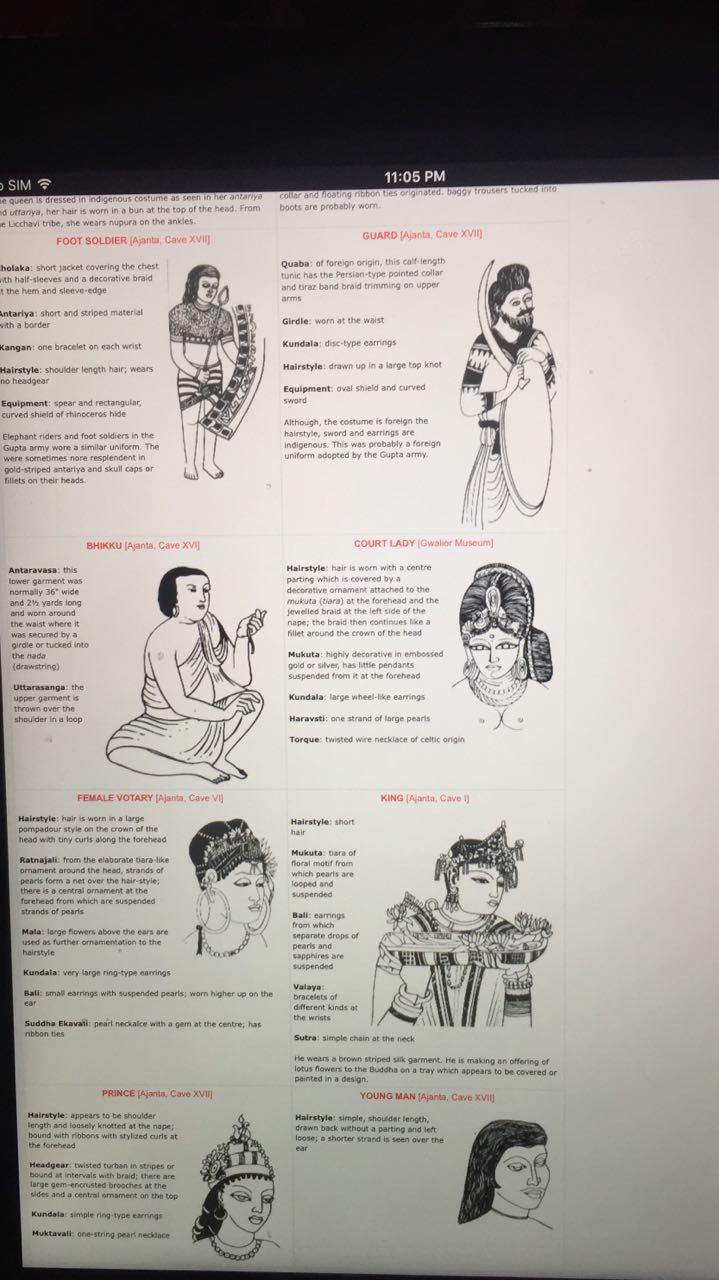 SIM
11:05 PM
queen is dressed in indigenous costume as seen in her antariya
uttariya, her hair is worn in a bun at the top of the head. From
Licchavi tribe, she wears nupura on the ankles.
collar and floating ribbon ties originated. baggy trousers tucked into
boots are probably worn.
FOOT SOLDIER [Ajanta, Cave XVII]
holaka: short jacket covering the chest
with half-sleeves and a decorative braid
at the hem and sleeve-edge
Antariya: short and striped material
with a border
Kangan: one bracelet on each wrist
Hairstyle: shoulder length hair; wears
no headgear
Equipment: spear and rectangular,
curved shield of rhinoceros hide
Elephant riders and foot soldiers in the
Gupta army wore a similar uniform. The
were sometimes nore resplendent in
gold-striped antariya and skull caps or
fillets on their heads.
GUARD [Ajanta, Cave XVII]
Quaba: of foreign origin, this calf-length
tunic has the Persian-type pointed collar
and tiraz band braid trimming on upper
arms
Girdle: worn at the waist
Kundala: disc-type earrings
Hairstyle: drawn up in a large top knot
Equipment: oval shield and curved
sword
Although, the costume is foreign the
hairstyle, sword and earrings are
indigenous. This was probably a foreign
uniform adopted by the Gupta army.
BHIKKU [Ajanta, Cave XVI]
Antaravasa: this
lower garment was
normally 36" wide
and 2½ yards long
and worn around
the waist where it
was secured by a
girdle or tucked into
the nada
(drawstring)
Uttarasanga: the
upper garment is
thrown over the
shoulder in a loop
COURT LADY [Gwalior Museum]
Hairstyle: hair is worn with a centre
parting which is covered by a
decorative ornament attached to the
mukuta (tiara) at the forehead and the
jewelled braid at the left side of the
nape; the braid then continues like a
fillet around the crown of the head
Mukuta: highly decorative in embossed
gold or silver, has little pendants
suspended from it at the forehead
Kundala: large wheel-like earrings
Haravsti: one strand of large pearls
Torque: twisted wire necklace of celtic origin
FEMALE VOTARY [Ajanta, Cave VI]
Hairstyle: hair is worn in a large
pompadour style on the crown of the
head with tiny curls along the forehead
Ratnajali: from the elaborate tiara-like
ornament around the head, strands of
pearls form a net over the hair-style;
there is a central ornament at the
forehead from which are suspended
strands of pearls
Mala: large flowers above the ears are
used as further ornamentation to the
hairstyle
Kundala: very large ring-type earrings
Bali: small earrings with suspended pearls; worn higher up on the
ear
Suddha Ekavali: pearl neckalce with a gem at the centre; has
ribbon ties
KING [Ajanta, Cave I]
Hairstyle: short
hair
Mukuta: tiara of
floral motif from
which pearls are
looped and
suspended
Bali: earrings
from which
separate drops of
pearls and
sapphires are
suspended
Valaya:
bracelets of
different kinds at
the wrists
Sutra: simple chain at the neck
He wears a brown striped silk garment. He is making an offering of
lotus flowers to the Buddha on a tray which appears to be covered or
painted in a design.
PRINCE [Ajanta, Cave XVII]
Hairstyle: appears to be shoulder
length and loosely knotted at the nape;
bound with ribbons with stylized curls at
the forehead
Headgear: twisted turban in stripes or
bound at intervals with braid; there are
large gem-encrusted brooches at the
sides and a central ornament on the top
Kundala: simple ring-type earrings
Muktavali: one-string pearl necklace
YOUNG MAN [Ajanta, Cave XVII]
Hairstyle: simple, shoulder length,
drawn back without a parting and left
loose; a shorter strand is seen over the
ear